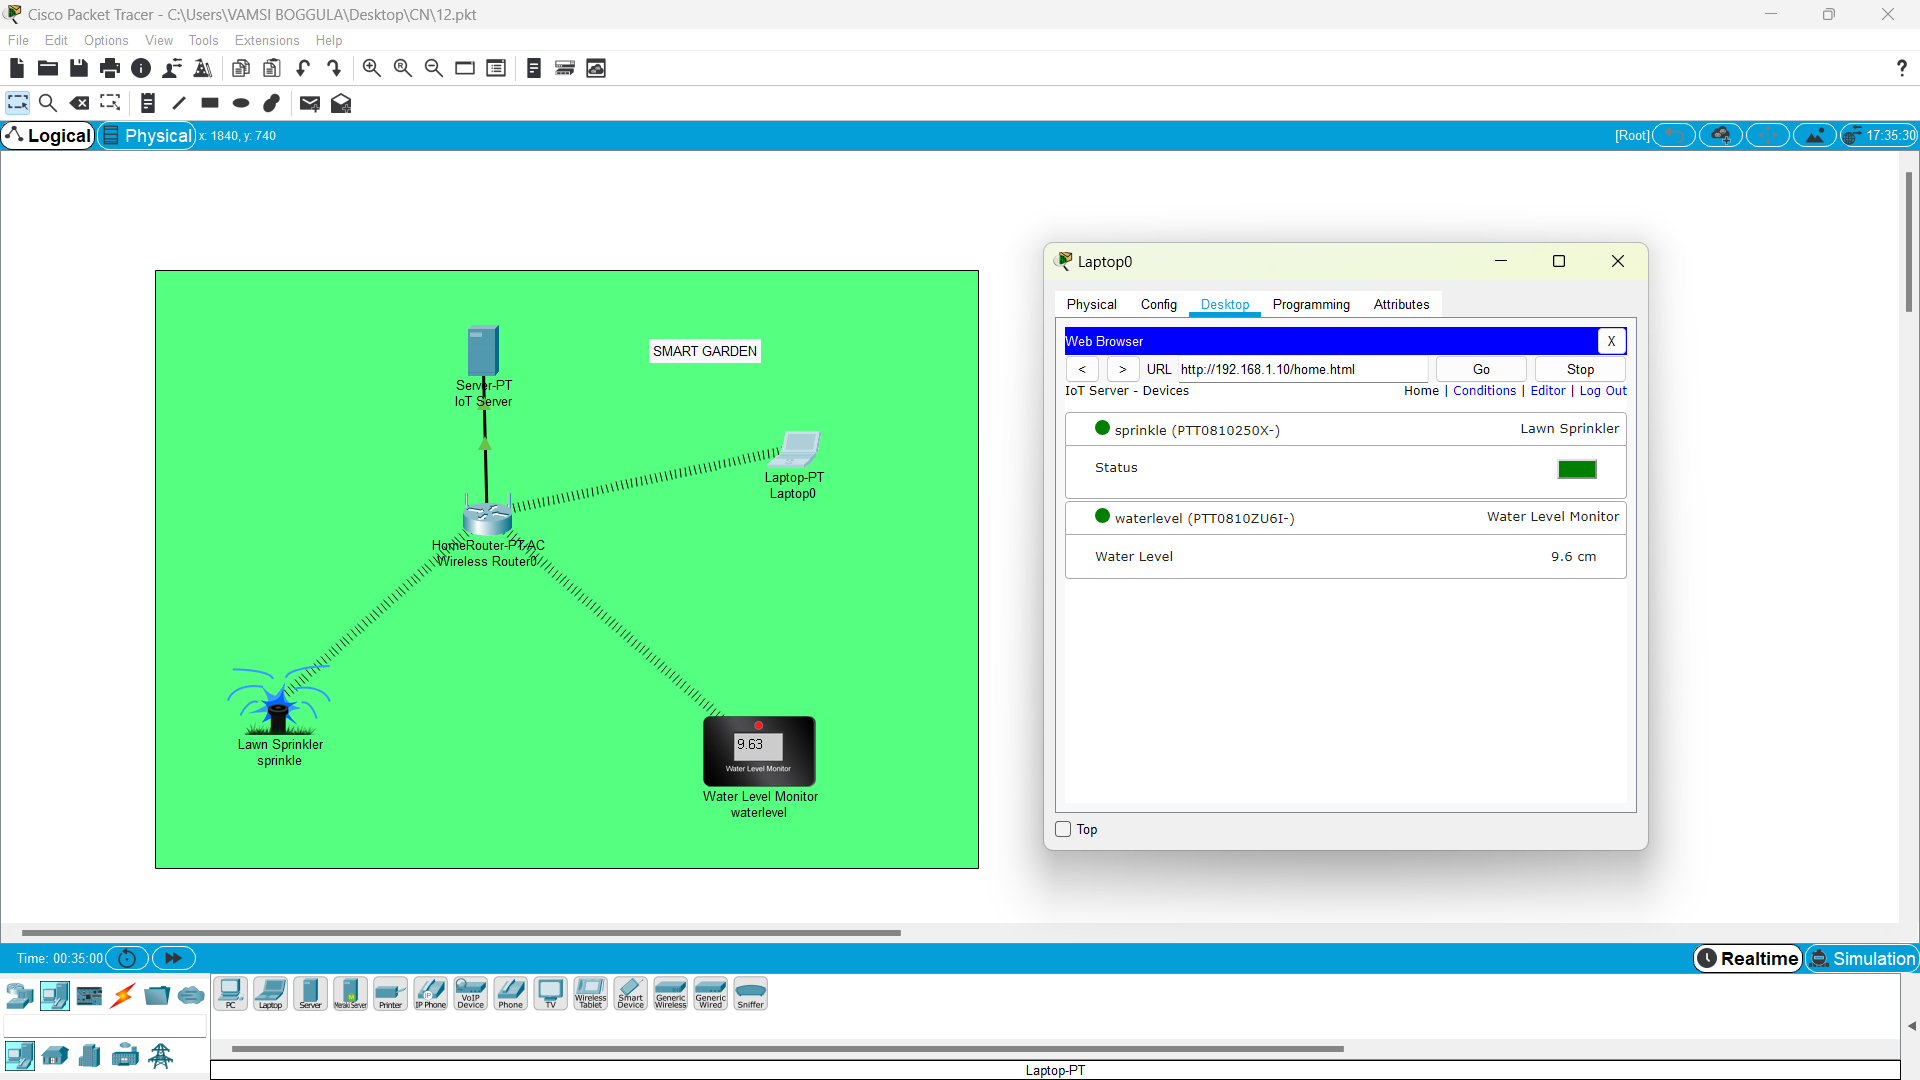 Cisco Packet Tracer - C:\Users\VAMSI BOGGULA\Desktop\CN\12.pkt
File Edit Options View Tools Extensions Help
?
Logical Physical x: 1840, y: 740 [Root] 17:35:30
SMART GARDEN
Server-PT
IoT Server
Laptop-PT
Laptop0
HomeRouter-PT-AC
Wireless Router0
Lawn Sprinkler
sprinkle
9.63
Water Level Monitor
Water Level Monitor
waterlevel
Laptop0
Physical Config Desktop Programming Attributes
Web Browser X
< > URL http://192.168.1.10/home.html Go Stop
IoT Server - Devices Home | Conditions | Editor | Log Out
sprinkle (PTT0810250X-) Lawn Sprinkler
Status
waterlevel (PTT0810ZU6I-) Water Level Monitor
Water Level 9.6 cm
Top
Time: 00:35:00 Realtime Simulation
PC Laptop Server Meraki Server Printer IP Phone VoIP Device Phone TV Wireless Tablet Smart Device Generic Wireless Generic Wired Sniffer
Laptop-PT